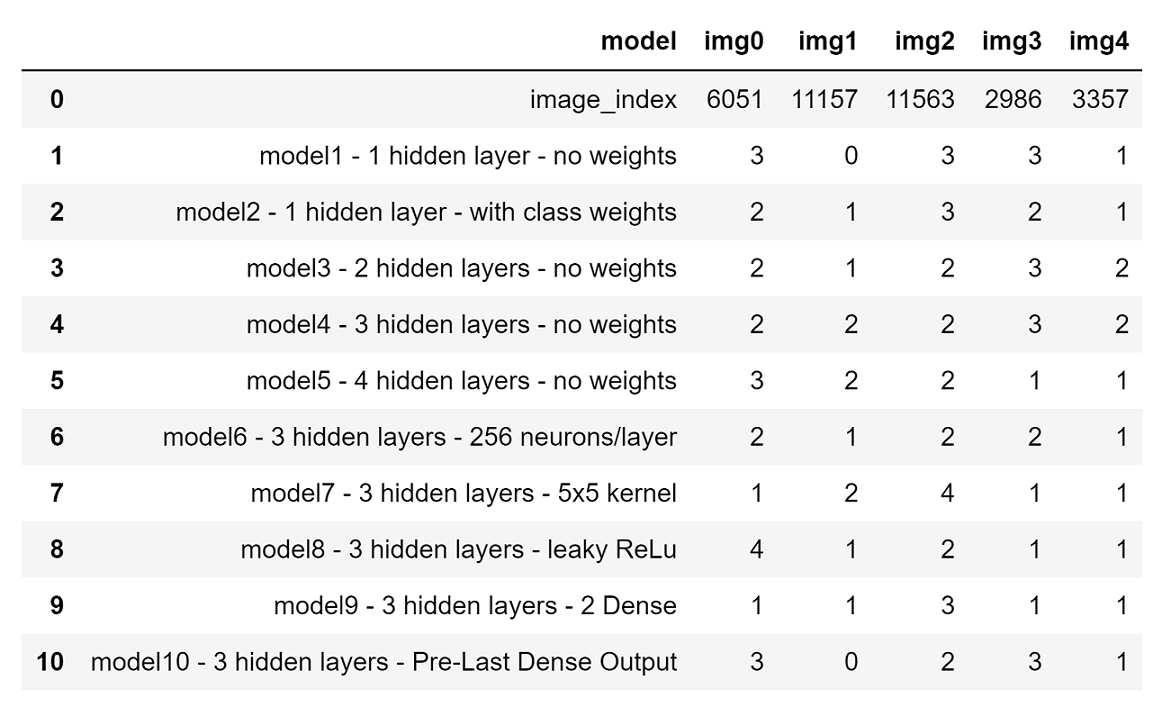 model img0 img1 img2 img3 img4
0 image_index 6051 11157 11563 2986 3357
1 model1 - 1 hidden layer - no weights 3 0 3 3 1
2 model2 - 1 hidden layer - with class weights 2 1 3 2 1
3 model3 - 2 hidden layers - no weights 2 1 2 3 2
4 model4 - 3 hidden layers - no weights 2 2 2 3 2
5 model5 - 4 hidden layers - no weights 3 2 2 1 1
6 model6 - 3 hidden layers - 256 neurons/layer 2 1 2 2 1
7 model7 - 3 hidden layers - 5x5 kernel 1 2 4 1 1
8 model8 - 3 hidden layers - leaky ReLu 4 1 2 1 1
9 model9 - 3 hidden layers - 2 Dense 1 1 3 1 1
10 model10 - 3 hidden layers - Pre-Last Dense Output 3 0 2 3 1